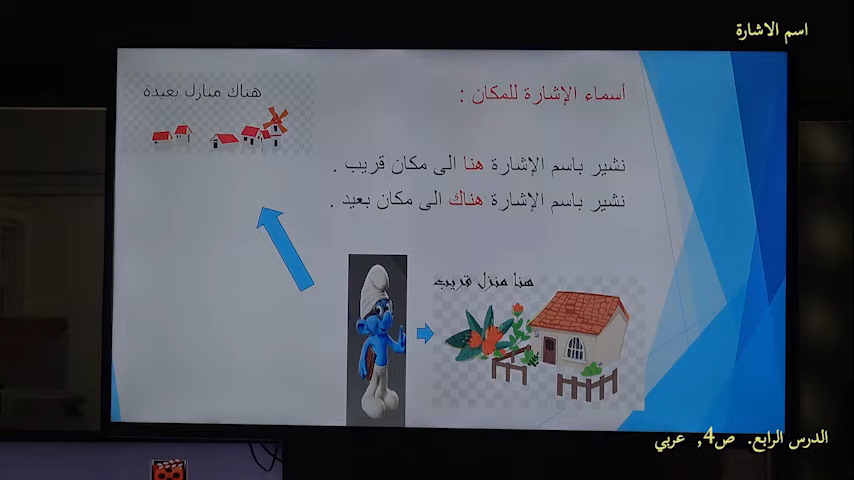 اسم الاشارة
أسماء الإشارة للمكان :
هناك منازل بعيدة
نشير باسم الإشارة هنا الى مكان قريب .
نشير باسم الإشارة هناك الى مكان بعيد .
هنا منزل قريب
الدرس الرابع. ص4, عربي